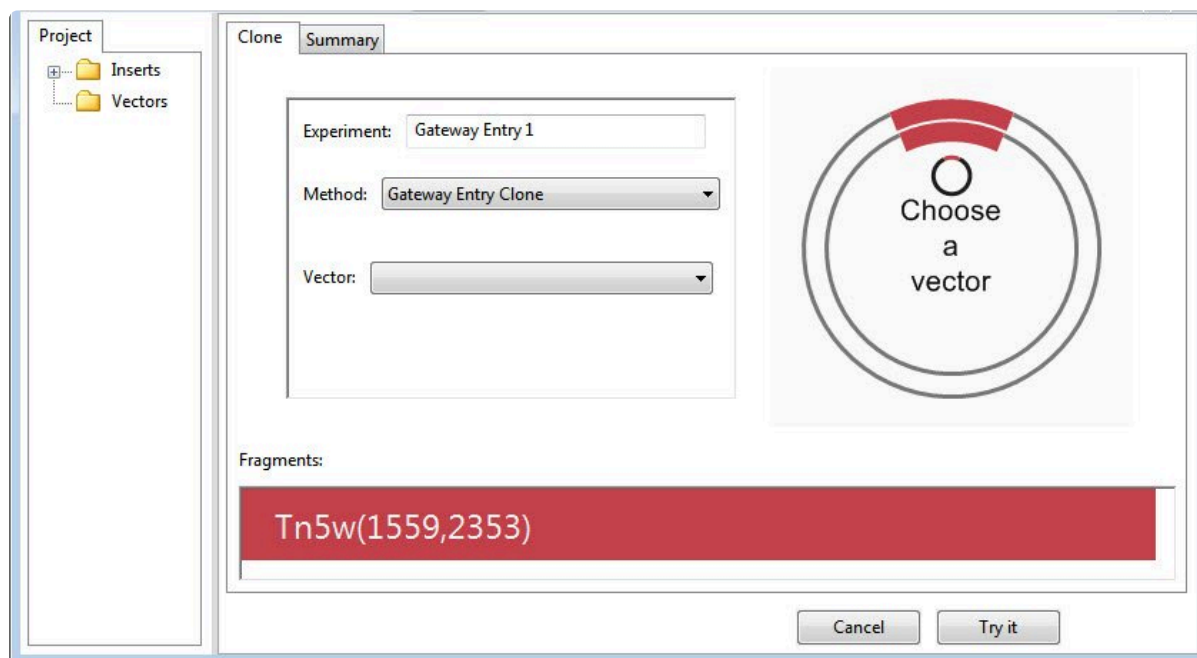 Project
Inserts
Vectors
Clone
Summary
Experiment: Gateway Entry 1
Method: Gateway Entry Clone
Vector:
Choose
a
vector
Fragments:
Tn5w(1559,2353)
Cancel
Try it